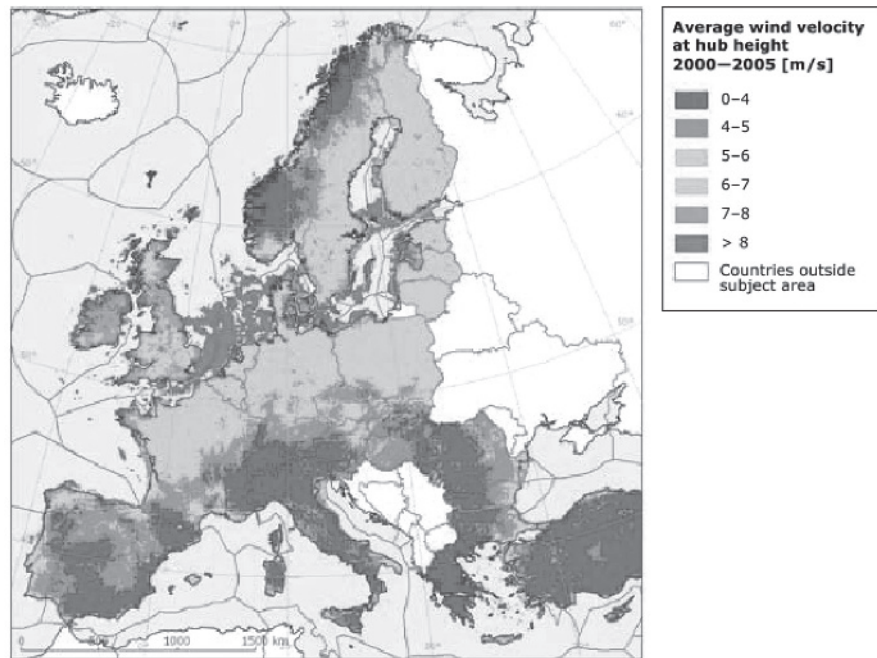 Average wind velocity
at hub height
2000—2005 [m/s]
0–4
4–5
5–6
6–7
7–8
> 8
Countries outside
subject area
0
1000
1500 km